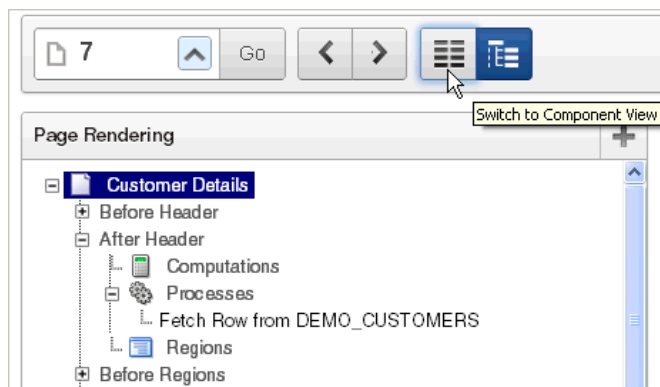 7
Go
Switch to Component View
Page Rendering
Customer Details
Before Header
After Header
Computations
Processes
Fetch Row from DEMO_CUSTOMERS
Regions
Before Regions